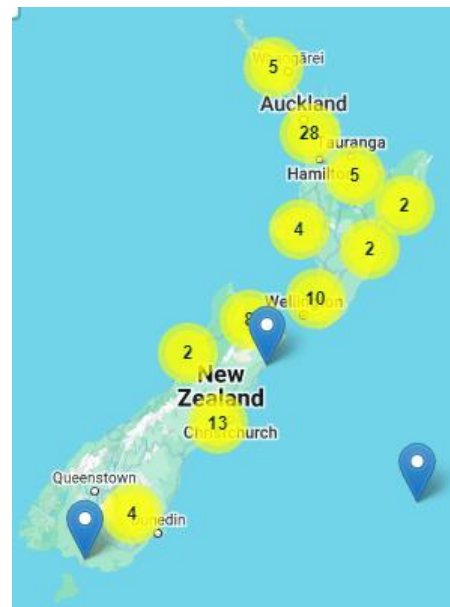 Whangārei
5
Auckland
28
Tauranga
Hamilton
5
2
4
2
Wellington
10
8
2
New
Zealand
13
Christchurch
Queenstown
4
Dunedin